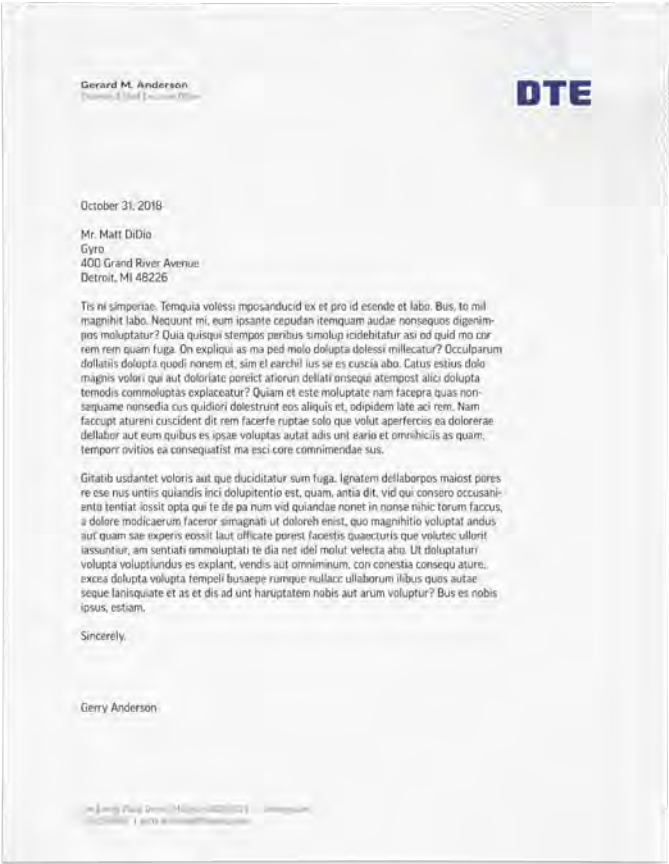 Gerard M. Anderson
DTE
October 31, 2018
Mr. Matt DiDio
Gyro
400 Grand River Avenue
Detroit, MI 48226
Tis ni simperiae. Temquia volessi mposanducid ex et pro id esende et labo. Bus, to mil
magnihit labo. Nequunt mi, eum ipsante cepudan itemquam audae nonsequos digenim-
pos moluptatur? Quia quisqui stempos peribus simolup icidebitatur asi od quid mo cor
rem rem quam fuga. On expliqui as ma ped molo dolupta dolessi millecatur? Occulparum
dollatiis dolupta quodi nonem et, sim el earchil ius se es cuscia abo. Catus estius dolo
magnis volori qui aut doloriate poreict atiorun dellati onsequi atempost alici dolupta
temodis commoluptas explaceatur? Quiam et este moluptate nam facepra quas non-
sequame nonsedia cus quidiori dolestrunt eos aliquis et, odipidem late aci rem. Nam
faccupt atureni cuscident dit rem facerfe ruptae solo que volut aperferciis ea dolorerae
dellabor aut eum quibus es ipsae voluptas autat adis unt eario et omnihiciis as quam,
temporr ovitios ea consequatist ma esci core comnimendae sus.
Gitatib usdantet voloris aut que duciditatur sum fuga. Ignatem dellaborpos maiost pores
re ese nus untiis quiandis inci dolupitentio est, quam, antia dit, vid qui consero occusani-
ento tentiat iossit opta qui te de pa num vid quiandae nonet in nonse nihic torum faccus,
a dolore modicaerum faceror simagnati ut doloreh enist, quo magnihitio voluptat andus
aut quam sae experis eossit laut officate porest facestis quaecturis que volutec ullorit
iassuntiur, am sentiati ommoluptati te dia net idel molut velecta abo. Ut doluptaturi
volupta voluptiundus es explant, vendis aut omniminum, con conestia consequ ature,
excea dolupta volupta tempeli busaepe rumque nullacc ullaborum ilibus quos autae
seque lanisquiate et as et dis ad unt haruptatem nobis aut arum voluptur? Bus es nobis
ipsus, estiam.
Sincerely,
Gerry Anderson